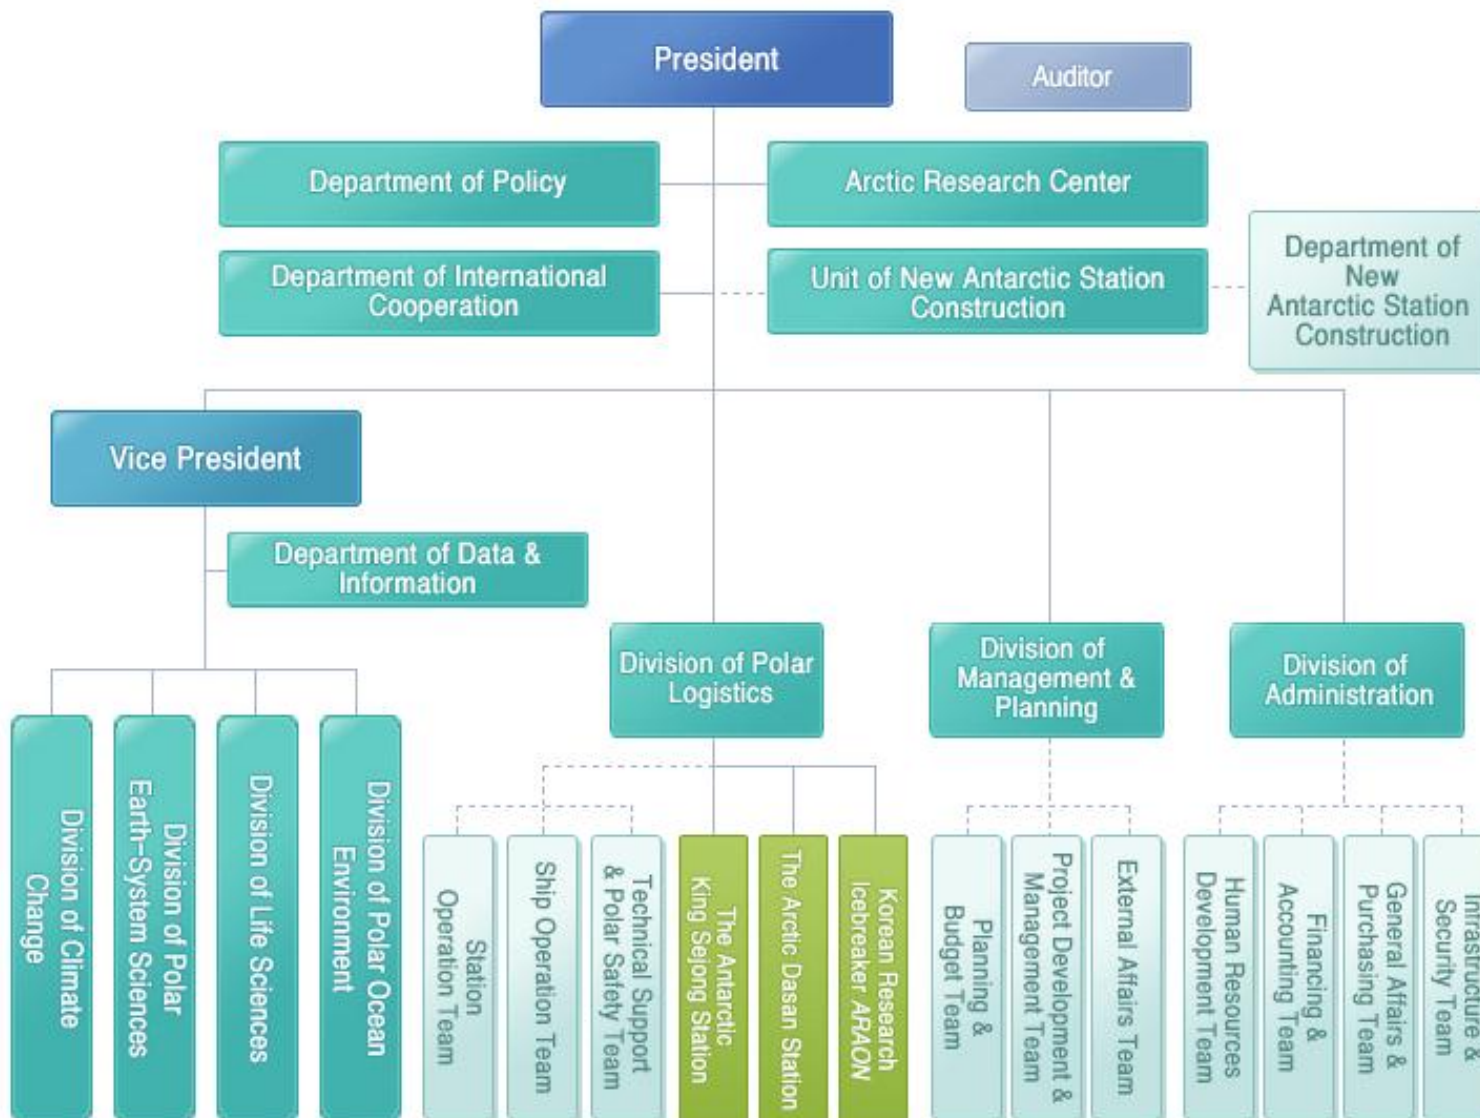 President
Auditor
Department of Policy
Arctic Research Center
Department of International
Cooperation
Unit of New Antarctic Station
Construction
Department of
New
Antarctic Station
Construction
Vice President
Department of Data &
Information
Division of Polar
Logistics
Division of
Management &
Planning
Division of
Administration
Division of Climate
Change
Division of Polar
Earth-System Sciences
Division of Life Sciences
Division of Polar Ocean
Environment
Station
Operation Team
Ship Operation Team
Technical Support
& Polar Safety Team
The Antarctic
King Sejong Station
The Arctic Dasan Station
Korean Research
Icebreaker ARAON
Planning &
Budget Team
Project Development &
Management Team
External Affairs Team
Human Resources
Development Team
Financing &
Accounting Team
General Affairs &
Purchasing Team
Infrastructure &
Security Team